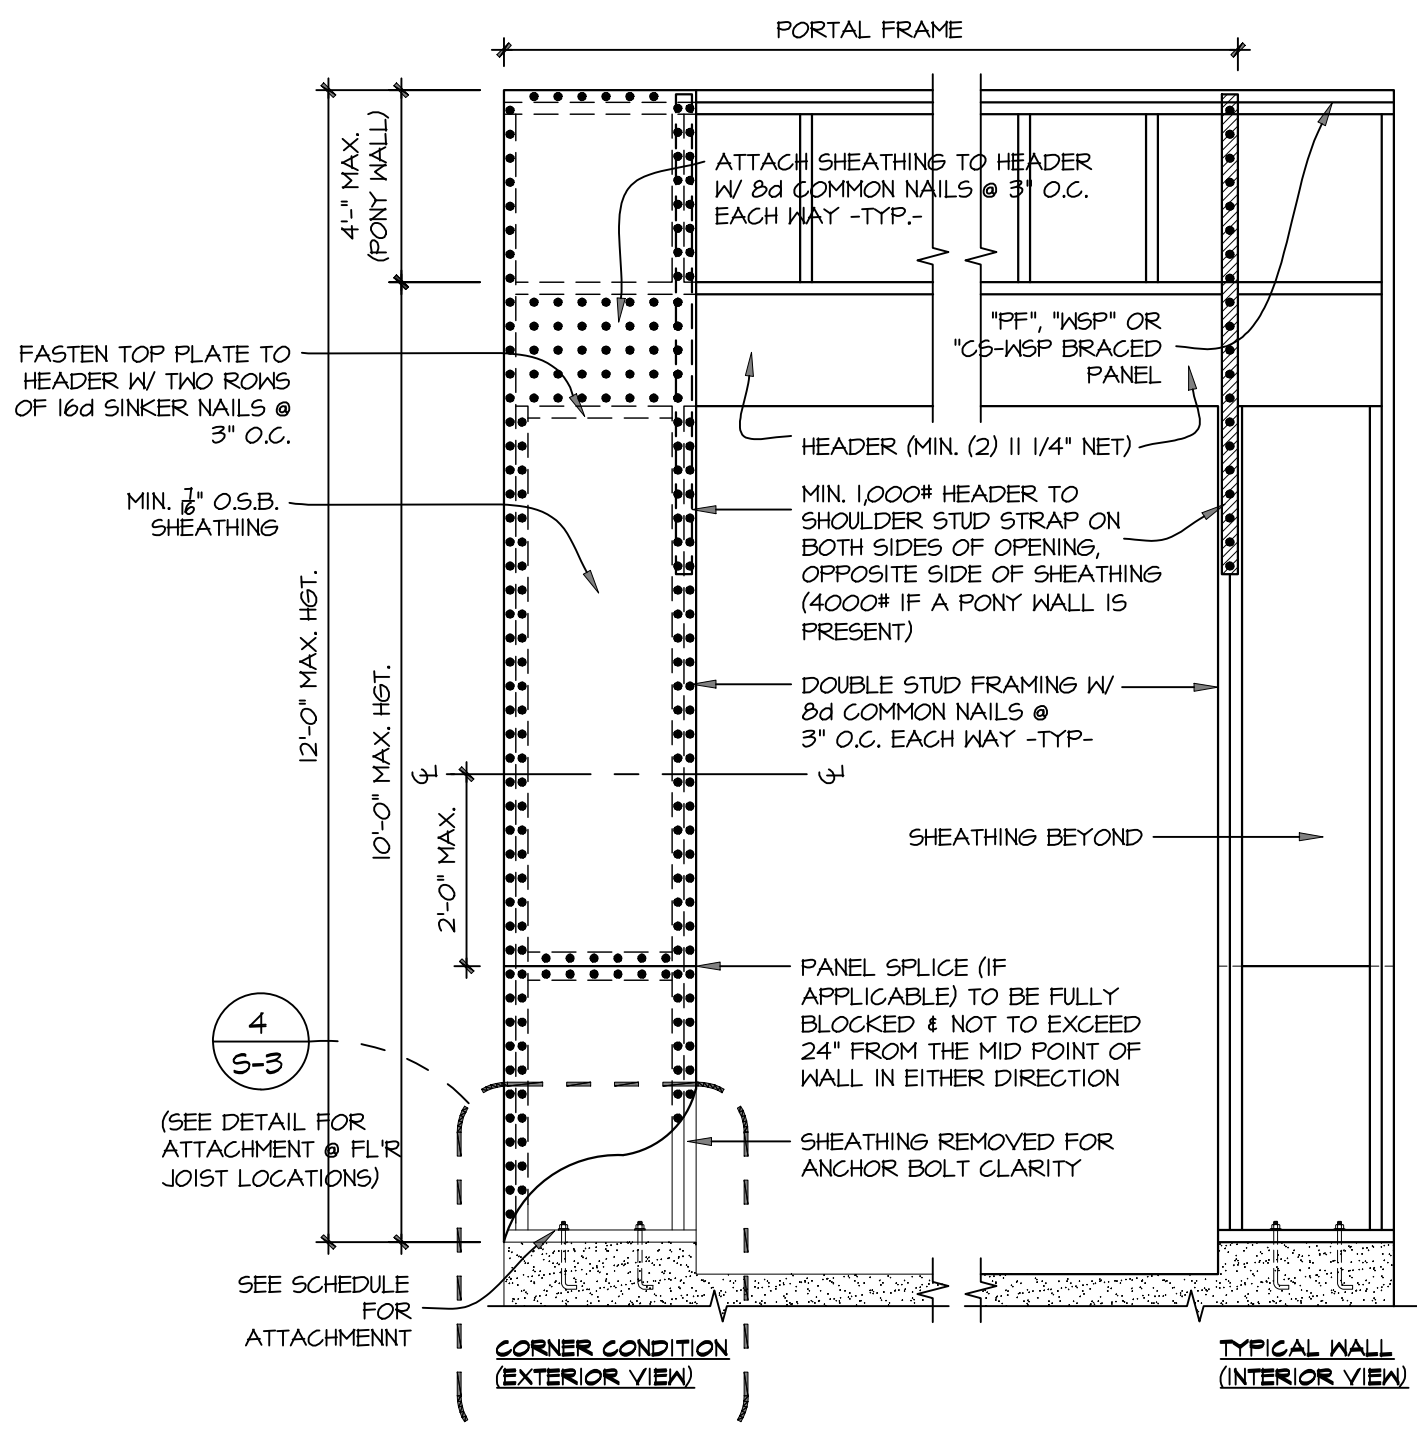 PORTAL FRAME
4'-" MAX.
(PONY WALL)
ATTACH SHEATHING TO HEADER
W/ 8d COMMON NAILS @ 3" O.C.
EACH WAY -TYP.-
"PF", "WSP" OR
"CS-WSP BRACED
PANEL
FASTEN TOP PLATE TO
HEADER W/ TWO ROWS
OF 16d SINKER NAILS @
3" O.C.
HEADER (MIN. (2) 11 1/4" NET)
MIN. 7/16" O.S.B.
SHEATHING
MIN. 1,000# HEADER TO
SHOULDER STUD STRAP ON
BOTH SIDES OF OPENING,
OPPOSITE SIDE OF SHEATHING
(4000# IF A PONY WALL IS
PRESENT)
12'-0" MAX. HGT.
10'-0" MAX. HGT.
DOUBLE STUD FRAMING W/
8d COMMON NAILS @
3" O.C. EACH WAY -TYP-
2'-0" MAX.
SHEATHING BEYOND
PANEL SPLICE (IF
APPLICABLE) TO BE FULLY
BLOCKED & NOT TO EXCEED
24" FROM THE MID POINT OF
WALL IN EITHER DIRECTION
4
S-3
(SEE DETAIL FOR
ATTACHMENT @ FL'R
JOIST LOCATIONS)
SHEATHING REMOVED FOR
ANCHOR BOLT CLARITY
SEE SCHEDULE
FOR
ATTACHMENNT
CORNER CONDITION
(EXTERIOR VIEW)
TYPICAL WALL
(INTERIOR VIEW)